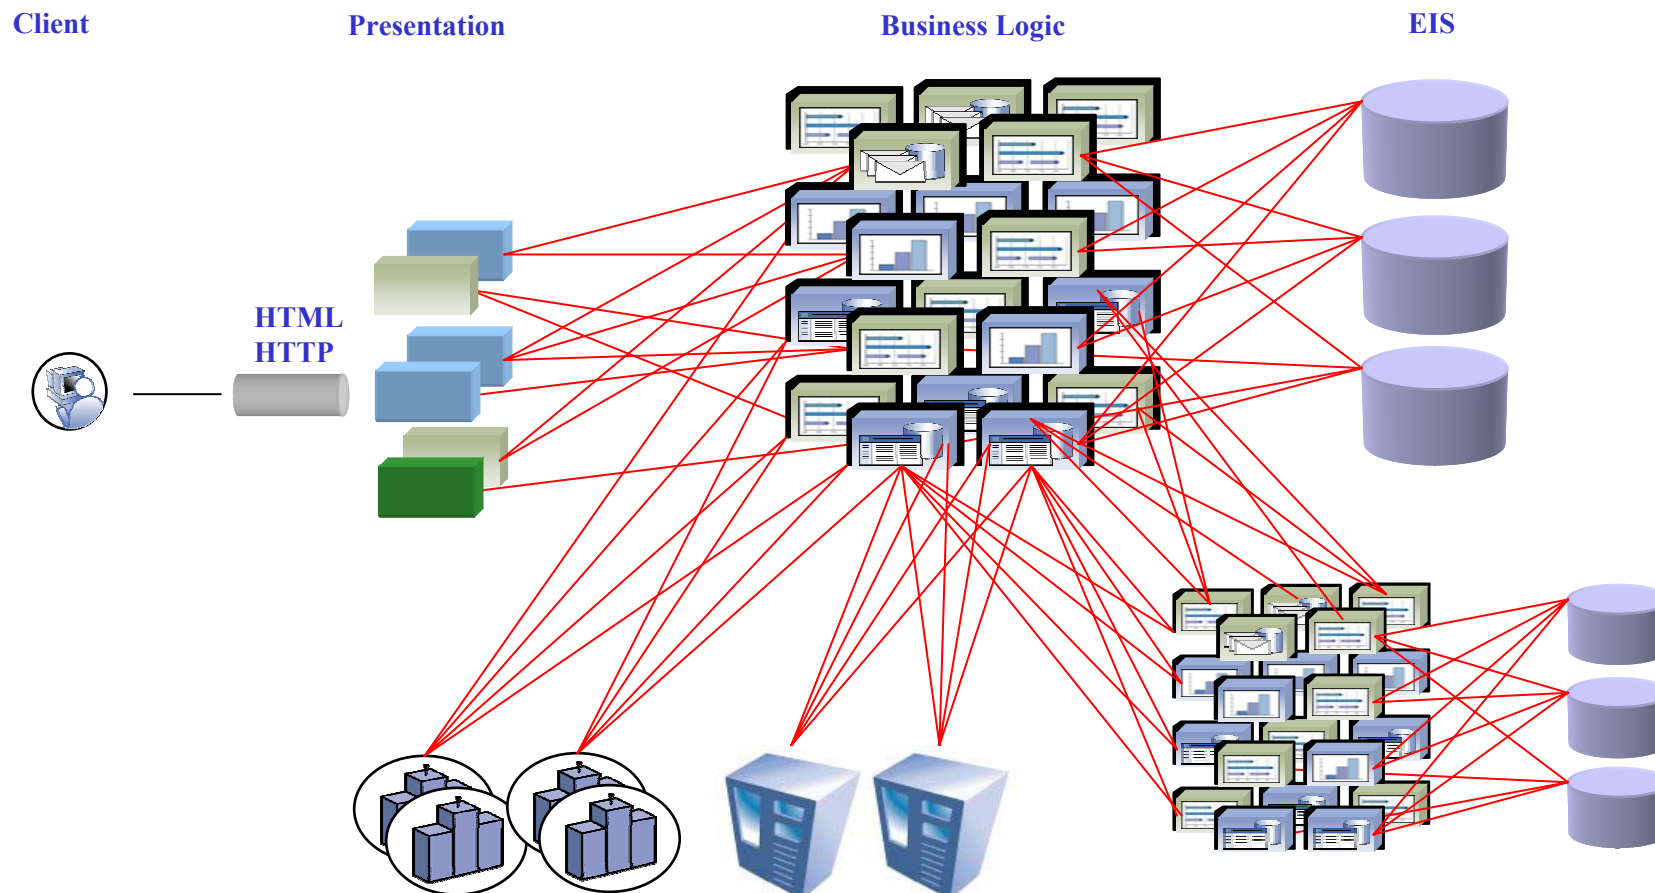 Client
Presentation
Business Logic
EIS
HTML
HTTP